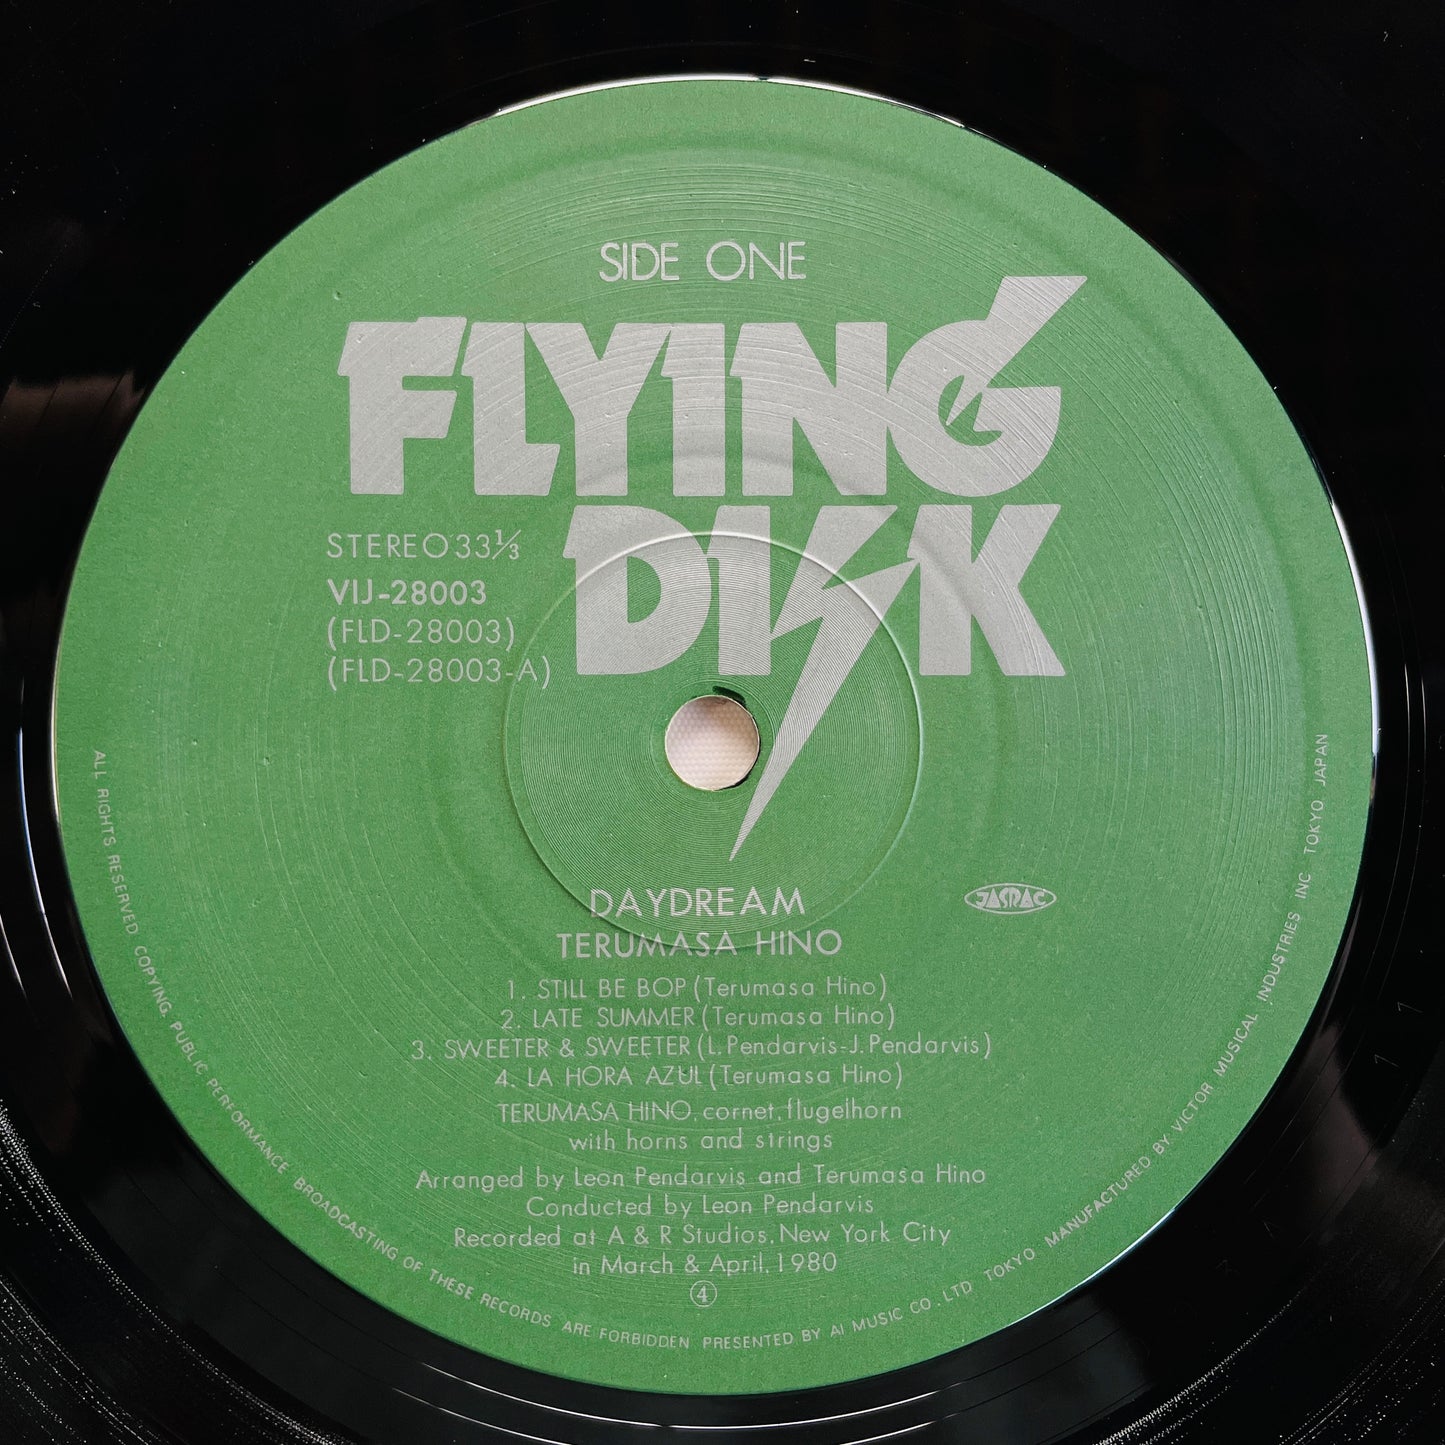 SIDE ONE
FLYING
DISK
STEREO 33⅓
VIJ-28003
(FLD-28003)
(FLD-28003-A)
DAYDREAM
TERUMASA HINO
JASRAC
1. STILL BE BOP (Terumasa Hino)
2. LATE SUMMER (Terumasa Hino)
3. SWEETER & SWEETER (L. Pendarvis-J. Pendarvis)
4. LA HORA AZUL (Terumasa Hino)
TERUMASA HINO, cornet, flugelhorn
with horns and strings
Arranged by Leon Pendarvis and Terumasa Hino
Conducted by Leon Pendarvis
Recorded at A & R Studios, New York City
in March & April, 1980
④
ALL RIGHTS RESERVED COPYING, PUBLIC PERFORMANCE BROADCASTING OF THESE RECORDS ARE FORBIDDEN PRESENTED BY AI MUSIC CO., LTD TOKYO MANUFACTURED BY VICTOR MUSICAL INDUSTRIES INC TOKYO JAPAN